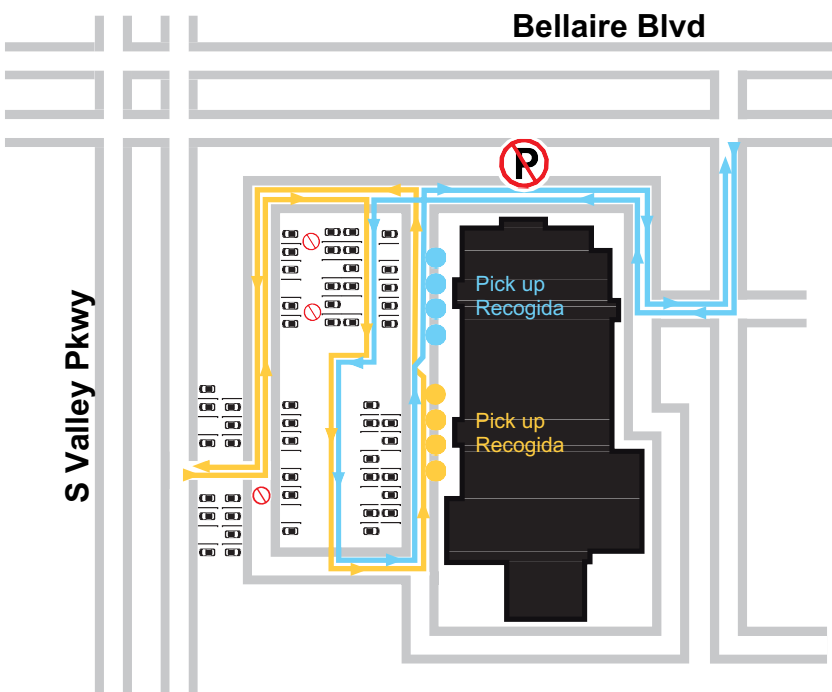 Bellaire Blvd
P
Pick up
Recogida
S Valley Pkwy
Pick up
Recogida